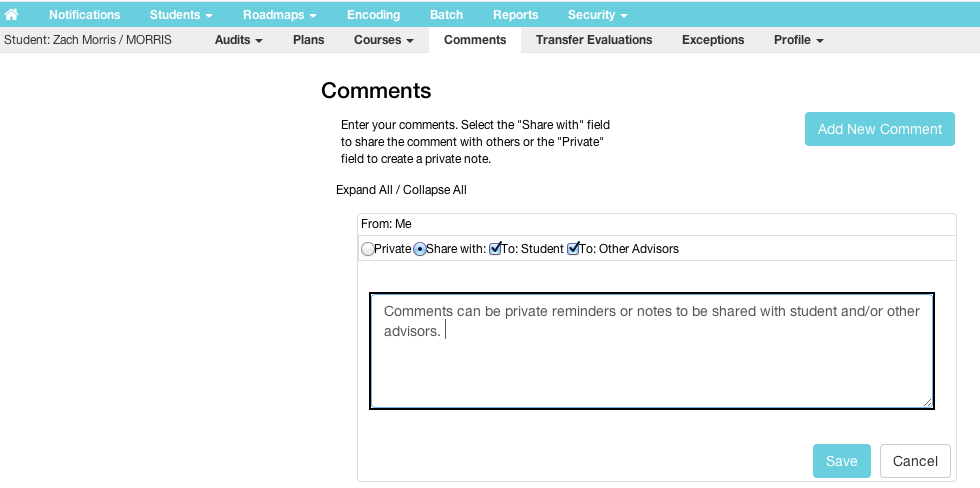 Notifications Students Roadmaps Encoding Batch Reports Security
Student: Zach Morris / MORRIS Audits Plans Courses Comments Transfer Evaluations Exceptions Profile
Comments
Enter your comments. Select the "Share with" field
to share the comment with others or the "Private"
field to create a private note.
Add New Comment
Expand All / Collapse All
From: Me
Private Share with: To: Student To: Other Advisors
Comments can be private reminders or notes to be shared with student and/or other
advisors.
Save Cancel